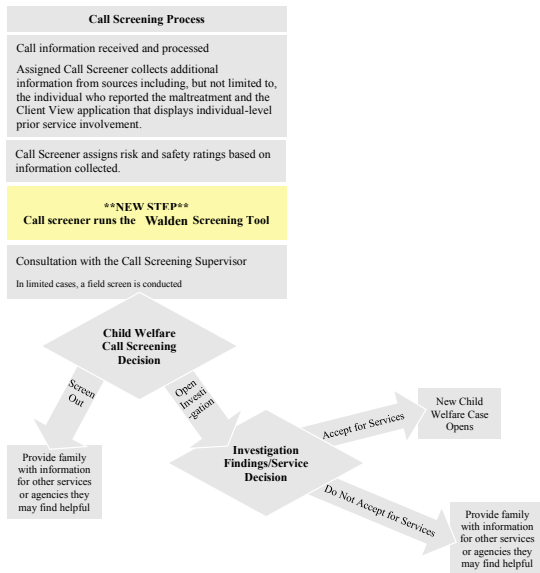 Call Screening Process
Call information received and processed
Assigned Call Screener collects additional
information from sources including, but not limited to,
the individual who reported the maltreatment and the
Client View application that displays individual-level
prior service involvement.
Call Screener assigns risk and safety ratings based on
information collected.
**NEW STEP**
Call screener runs the Walden Screening Tool
Consultation with the Call Screening Supervisor
In limited cases, a field screen is conducted
Child Welfare
Call Screening
Decision
Screen
Out
Open
Investi
-gation
Provide family
with information
for other services
or agencies they
may find helpful
Investigation
Findings/Service
Decision
Accept for Services
New Child
Welfare Case
Opens
Do Not Accept for Services
Provide family
with information
for other services
or agencies they
may find helpful